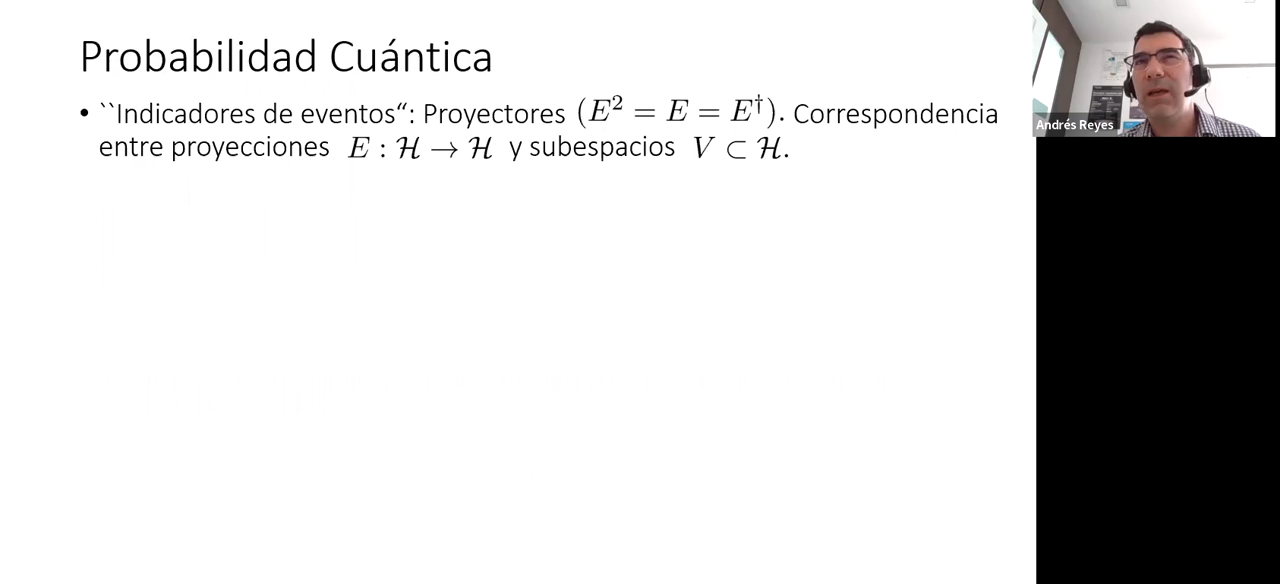 Probabilidad Cuántica
• ``Indicadores de eventos“: Proyectores (E² = E = E†). Correspondencia
entre proyecciones E : ℋ → ℋ y subespacios V ⊂ ℋ.
Andrés Reyes